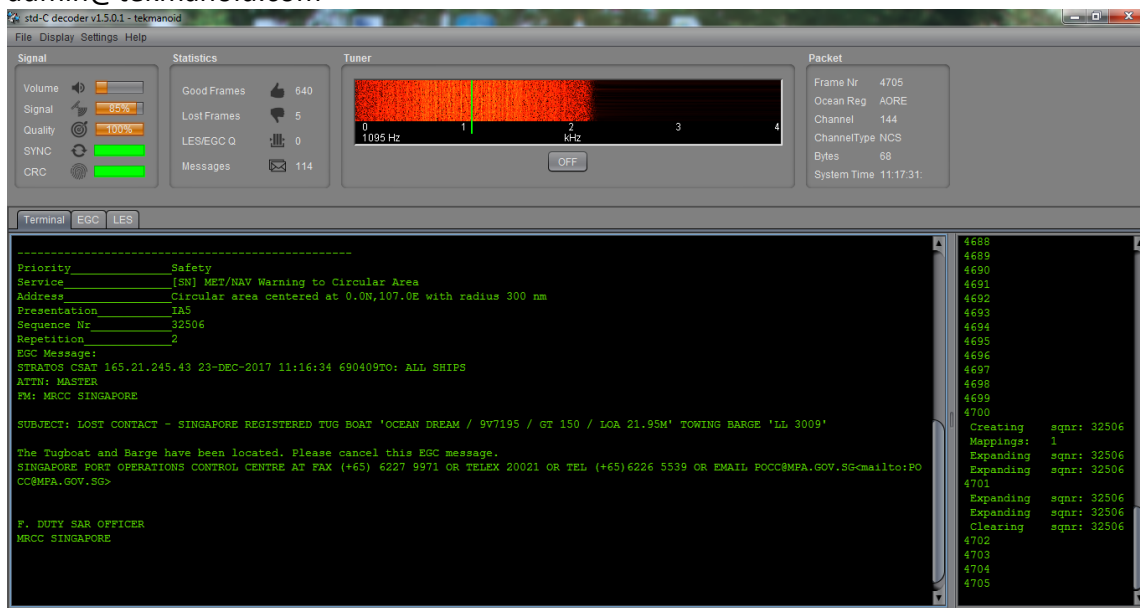 admin@tekmanoid.com
std-C decoder v1.5.0.1 - tekmanoid
File Display Settings Help
Signal
Volume
Signal 85%
Quality 100%
SYNC
CRC
Statistics
Good Frames 640
Lost Frames 5
LES/EGC Q 0
Messages 114
Tuner
0 1 2 3 4
1095 Hz kHz
OFF
Packet
Frame Nr 4705
Ocean Reg AORE
Channel 144
ChannelType NCS
Bytes 68
System Time 11:17:31:
Terminal EGC LES
--------------------------------------------------
Priority_______________Safety
Service________________[SN] MET/NAV Warning to Circular Area
Address________________Circular area centered at 0.0N,107.0E with radius 300 nm
Presentation___________IA5
Sequence Nr____________32506
Repetition_____________2
EGC Message:
STRATOS CSAT 165.21.245.43 23-DEC-2017 11:16:34 690409TO: ALL SHIPS
ATTN: MASTER
FM: MRCC SINGAPORE
SUBJECT: LOST CONTACT - SINGAPORE REGISTERED TUG BOAT 'OCEAN DREAM / 9V7195 / GT 150 / LOA 21.95M' TOWING BARGE 'LL 3009'
The Tugboat and Barge have been located. Please cancel this EGC message.
SINGAPORE PORT OPERATIONS CONTROL CENTRE AT FAX (+65) 6227 9971 OR TELEX 20021 OR TEL (+65)6226 5539 OR EMAIL POCC@MPA.GOV.SG<mailto:PO
CC@MPA.GOV.SG>
F. DUTY SAR OFFICER
MRCC SINGAPORE
4688
4689
4690
4691
4692
4693
4694
4695
4696
4697
4698
4699
4700
Creating sqnr: 32506
Mappings: 1
Expanding sqnr: 32506
Expanding sqnr: 32506
4701
Expanding sqnr: 32506
Expanding sqnr: 32506
Clearing sqnr: 32506
4702
4703
4704
4705